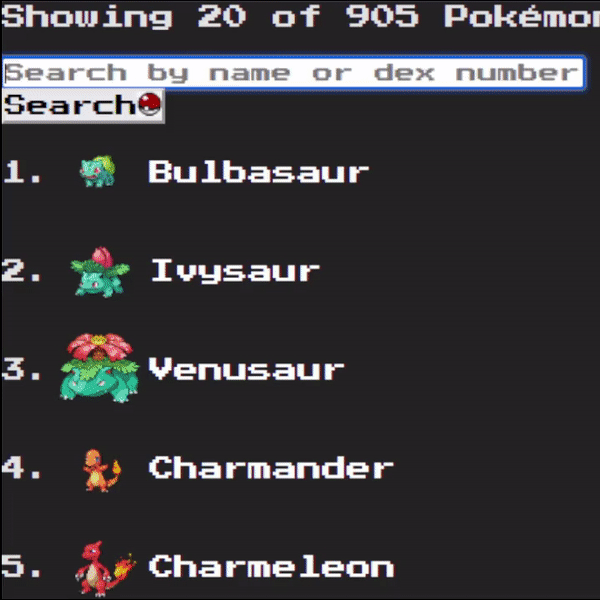 Showing 20 of 905 Pokémon
Search by name or dex number
Search
1. Bulbasaur
2. Ivysaur
3. Venusaur
4. Charmander
5. Charmeleon